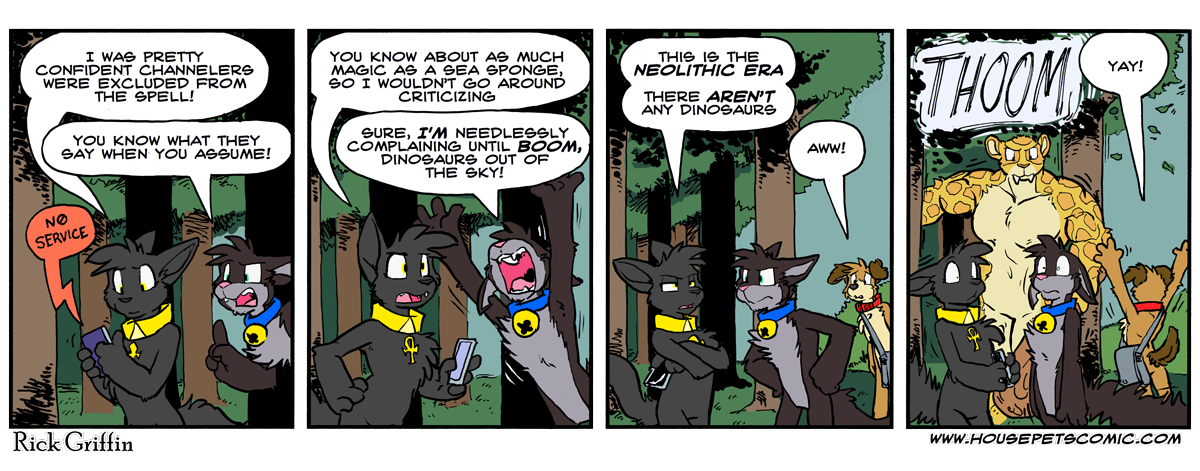 I WAS PRETTY
CONFIDENT CHANNELERS
WERE EXCLUDED FROM
THE SPELL!
YOU KNOW WHAT THEY
SAY WHEN YOU ASSUME!
NO
SERVICE
YOU KNOW ABOUT AS MUCH
MAGIC AS A SEA SPONGE,
SO I WOULDN'T GO AROUND
CRITICIZING
SURE, I'M NEEDLESSLY
COMPLAINING UNTIL BOOM,
DINOSAURS OUT OF
THE SKY!
THIS IS THE
NEOLITHIC ERA
THERE AREN'T
ANY DINOSAURS
AWW!
THOOM
YAY!
Rick Griffin
WWW.HOUSEPETSCOMIC.COM